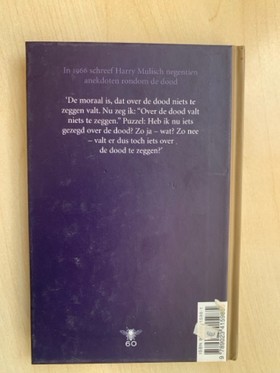 In 1966 schreef Harry Mulisch negentien
anekdoten rondom de dood
'De moraal is, dat over de dood niets te
zeggen valt. Nu zeg ik: "Over de dood valt
niets te zeggen." Puzzel: Heb ik nu iets
gezegd over de dood? Zo ja – wat? Zo nee
– valt er dus toch iets over
de dood te zeggen?'
60